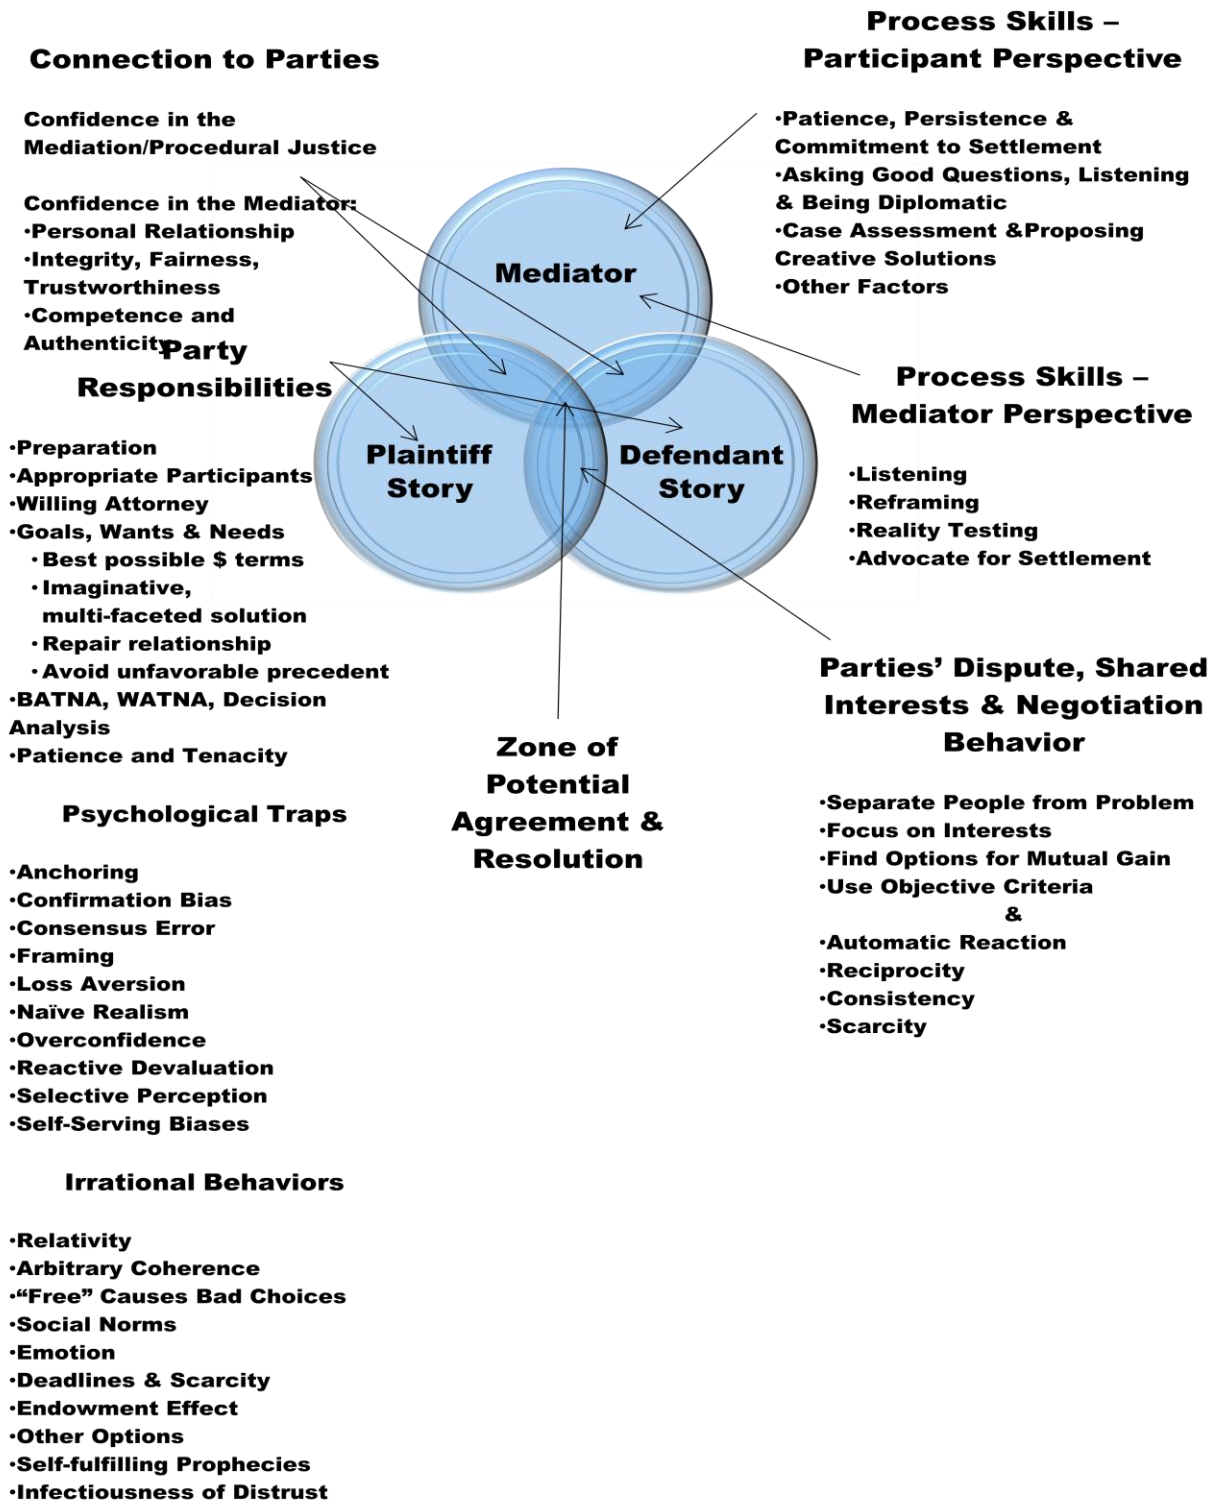 Connection to Parties
Confidence in the
Mediation/Procedural Justice
Confidence in the Mediator:
•Personal Relationship
•Integrity, Fairness,
Trustworthiness
•Competence and
Authenticity
Party
Responsibilities
•Preparation
•Appropriate Participants
•Willing Attorney
•Goals, Wants & Needs
•Best possible $ terms
•Imaginative,
multi-faceted solution
•Repair relationship
•Avoid unfavorable precedent
•BATNA, WATNA, Decision
Analysis
•Patience and Tenacity
Psychological Traps
•Anchoring
•Confirmation Bias
•Consensus Error
•Framing
•Loss Aversion
•Naïve Realism
•Overconfidence
•Reactive Devaluation
•Selective Perception
•Self-Serving Biases
Irrational Behaviors
•Relativity
•Arbitrary Coherence
•“Free” Causes Bad Choices
•Social Norms
•Emotion
•Deadlines & Scarcity
•Endowment Effect
•Other Options
•Self-fulfilling Prophecies
•Infectiousness of Distrust
Mediator
Plaintiff
Story
Defendant
Story
Zone of
Potential
Agreement &
Resolution
Process Skills –
Participant Perspective
•Patience, Persistence &
Commitment to Settlement
•Asking Good Questions, Listening
& Being Diplomatic
•Case Assessment &Proposing
Creative Solutions
•Other Factors
Process Skills –
Mediator Perspective
•Listening
•Reframing
•Reality Testing
•Advocate for Settlement
Parties’ Dispute, Shared
Interests & Negotiation
Behavior
•Separate People from Problem
•Focus on Interests
•Find Options for Mutual Gain
•Use Objective Criteria
&
•Automatic Reaction
•Reciprocity
•Consistency
•Scarcity